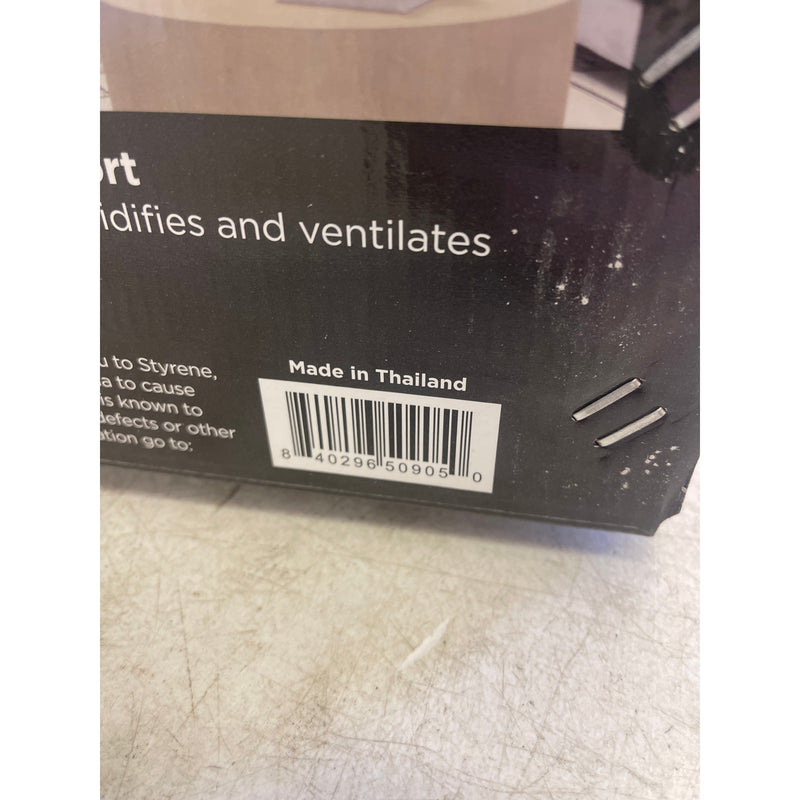 ort
idifies and ventilates
u to Styrene,
a to cause
is known to
defects or other
ation go to:
Made in Thailand
8 40296 50905 0